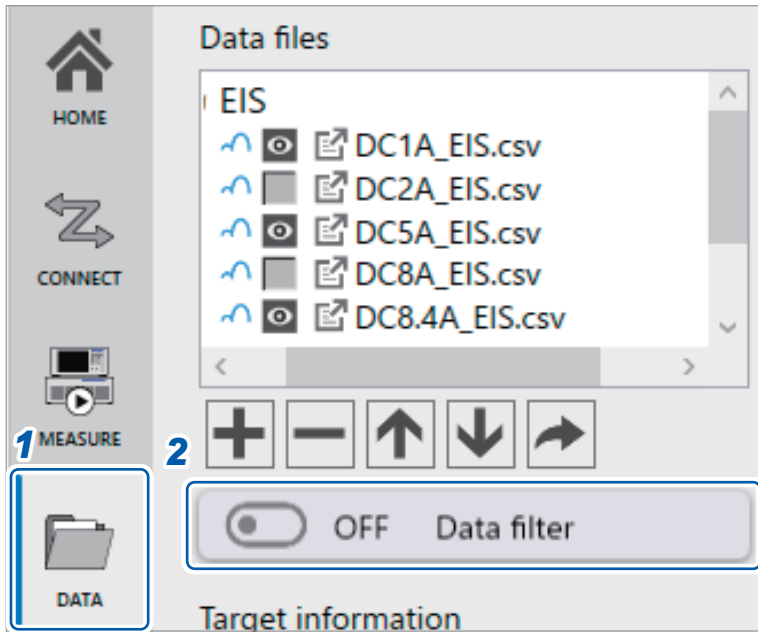 HOME
CONNECT
MEASURE
1
DATA
Data files
EIS
DC1A_EIS.csv
DC2A_EIS.csv
DC5A_EIS.csv
DC8A_EIS.csv
DC8.4A_EIS.csv
2
OFF Data filter
Target information